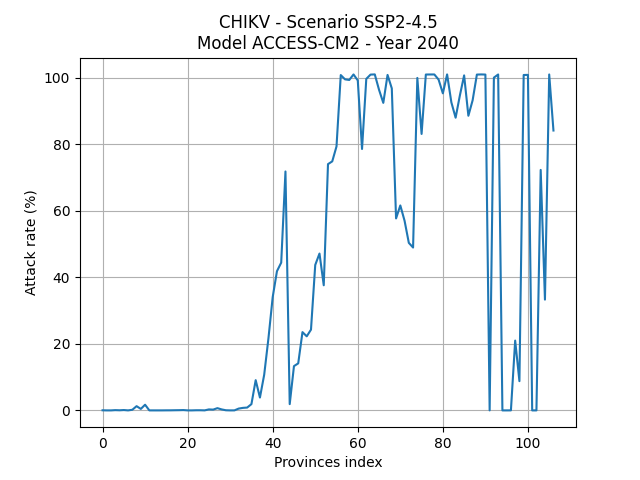 CHIKV - Scenario SSP2-4.5
Model ACCESS-CM2 - Year 2040
100
80
60
40
20
0
Attack rate (%)
0 20 40 60 80 100
Provinces index